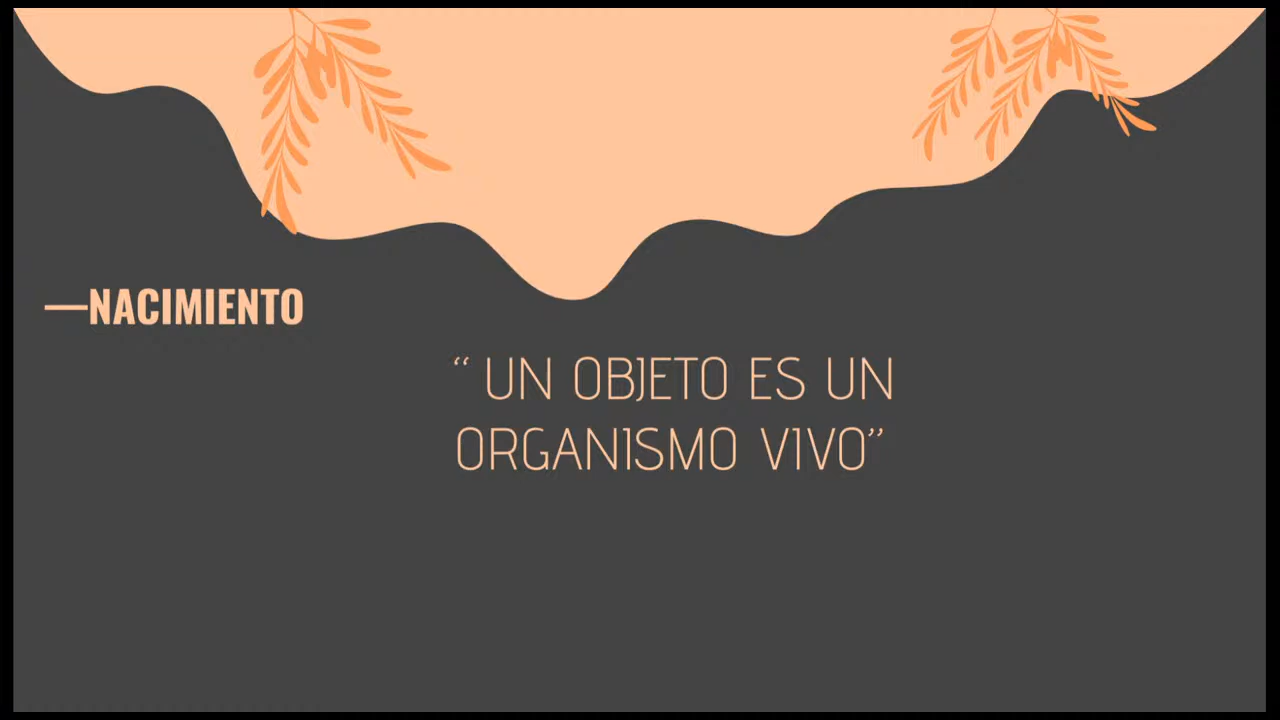 —NACIMIENTO
“ UN OBJETO ES UN
ORGANISMO VIVO”